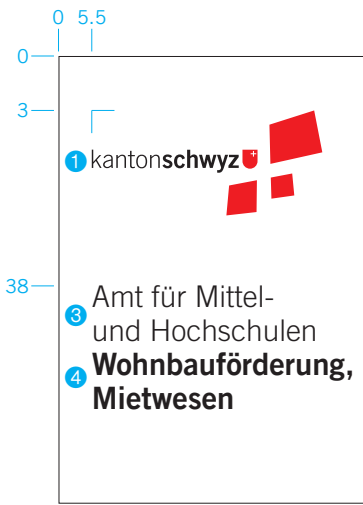 0 5.5
0
3
1 kantonschwyz
38
3 Amt für Mittel-
und Hochschulen
4 Wohnbauförderung,
Mietwesen